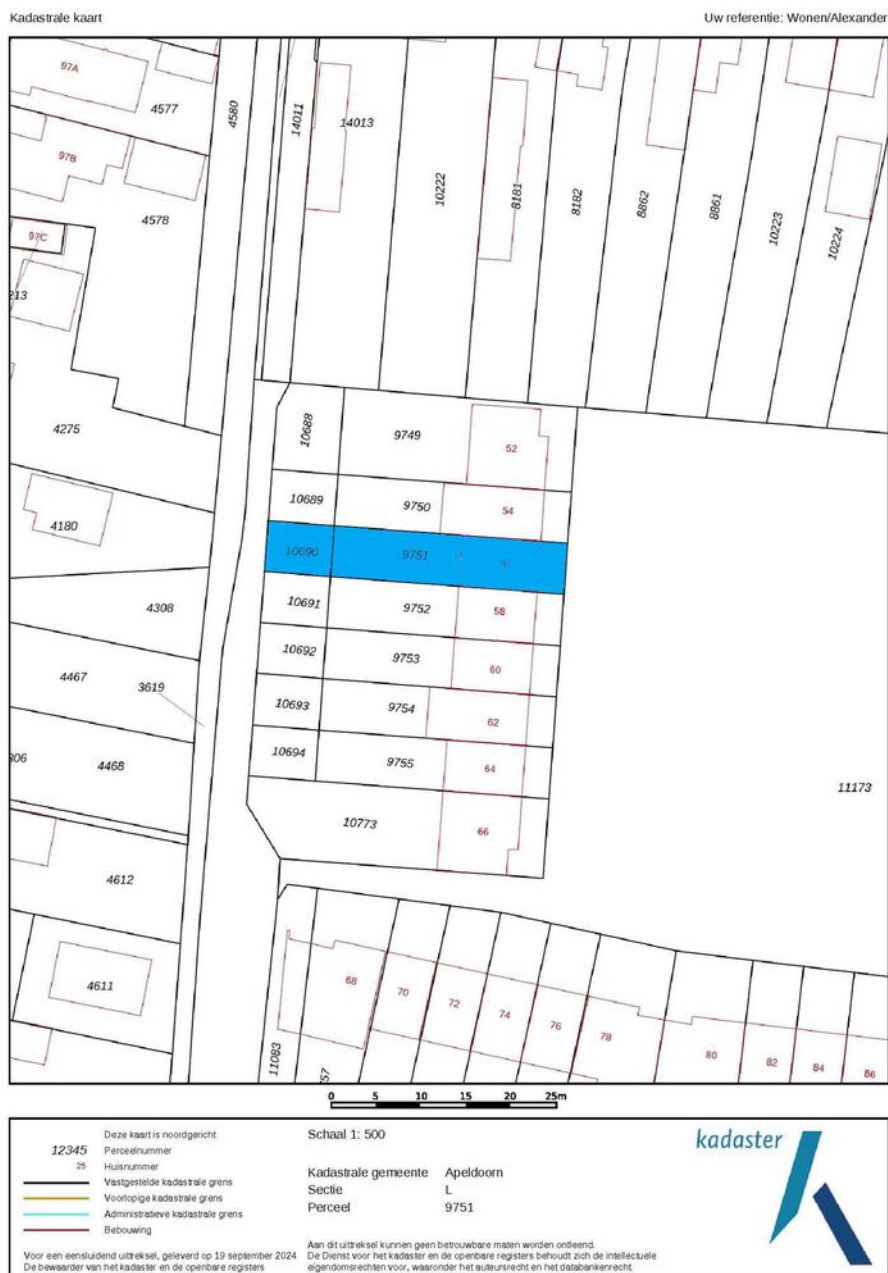 Kadastrale kaart
Uw referentie: Wonen/Alexander
97A
4577
4580
14011
14013
97B
4578
10222
8181
8182
8862
8861
10223
10224
97C
213
4275
10688
9749
52
10689
9750
54
4180
10690
9751
4308
10691
9752
58
10692
9753
60
4467
3619
10693
9754
62
306
4468
10694
9755
64
11173
10773
66
4612
4611
68
70
72
74
76
78
80
82
84
86
11083
57
0 5 10 15 20 25m
Deze kaart is noordgericht
12345 Perceelnummer
25 Huisnummer
Vastgestelde kadastrale grens
Voorlopige kadastrale grens
Administratieve kadastrale grens
Bebouwing
Voor een eensluidend uittreksel, geleverd op 19 september 2024
De bewaarder van het kadaster en de openbare registers
Schaal 1: 500
Kadastrale gemeente Apeldoorn
Sectie L
Perceel 9751
Aan dit uittreksel kunnen geen betrouwbare maten worden ontleend.
De Dienst voor het kadaster en de openbare registers behoudt zich de intellectuele
eigendomsrechten voor, waaronder het auteursrecht en het databankenrecht.
kadaster